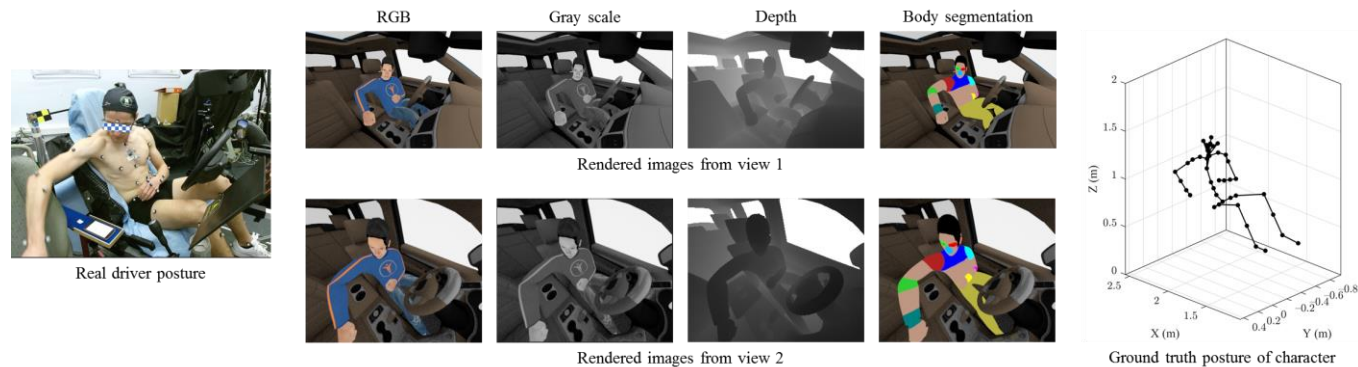 RGB
Gray scale
Depth
Body segmentation
Real driver posture
Rendered images from view 1
Rendered images from view 2
2
1.5
1
0.5
0
Z (m)
2.5
2
1.5
X (m)
0.4
0.2
0
−0.2
−0.4
−0.6
−0.8
Y (m)
Ground truth posture of character